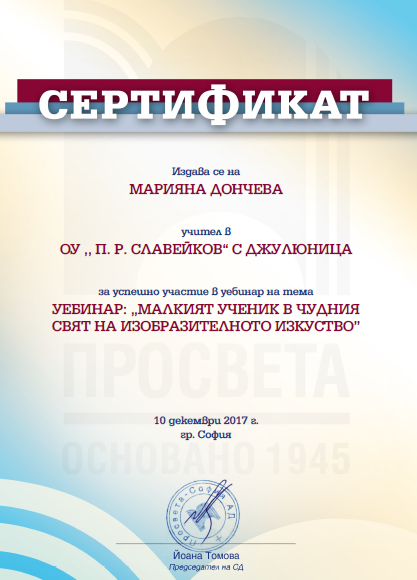 СЕРТИФИКАТ
Издава се на
МАРИЯНА ДОНЧЕВА
учител в
ОУ ,, П. Р. СЛАВЕЙКОВ“ С ДЖУЛЮНИЦА
за успешно участие в уебинар на тема
УЕБИНАР: „МАЛКИЯТ УЧЕНИК В ЧУДНИЯ
СВЯТ НА ИЗОБРАЗИТЕЛНОТО ИЗКУСТВО”
ПРОСВЕТА
10 декември 2017 г.
гр. София
ОСНОВАНО 1945
Просвета-София АД
Йоана Томова
Председател на СД